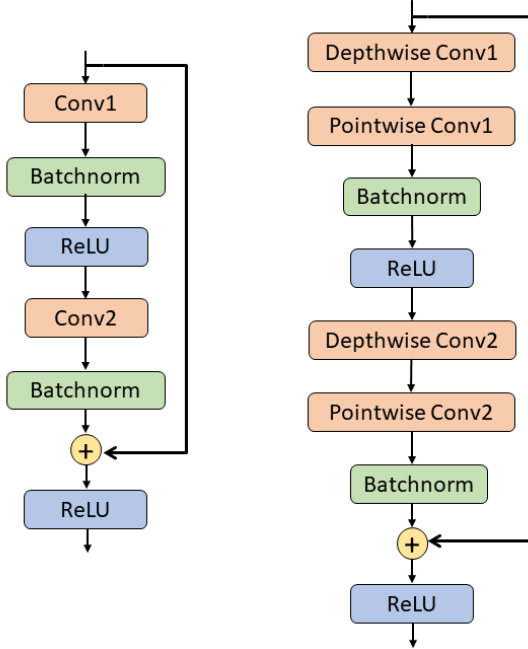 Conv1
Batchnorm
ReLU
Conv2
Batchnorm
+
ReLU
Depthwise Conv1
Pointwise Conv1
Batchnorm
ReLU
Depthwise Conv2
Pointwise Conv2
Batchnorm
+
ReLU